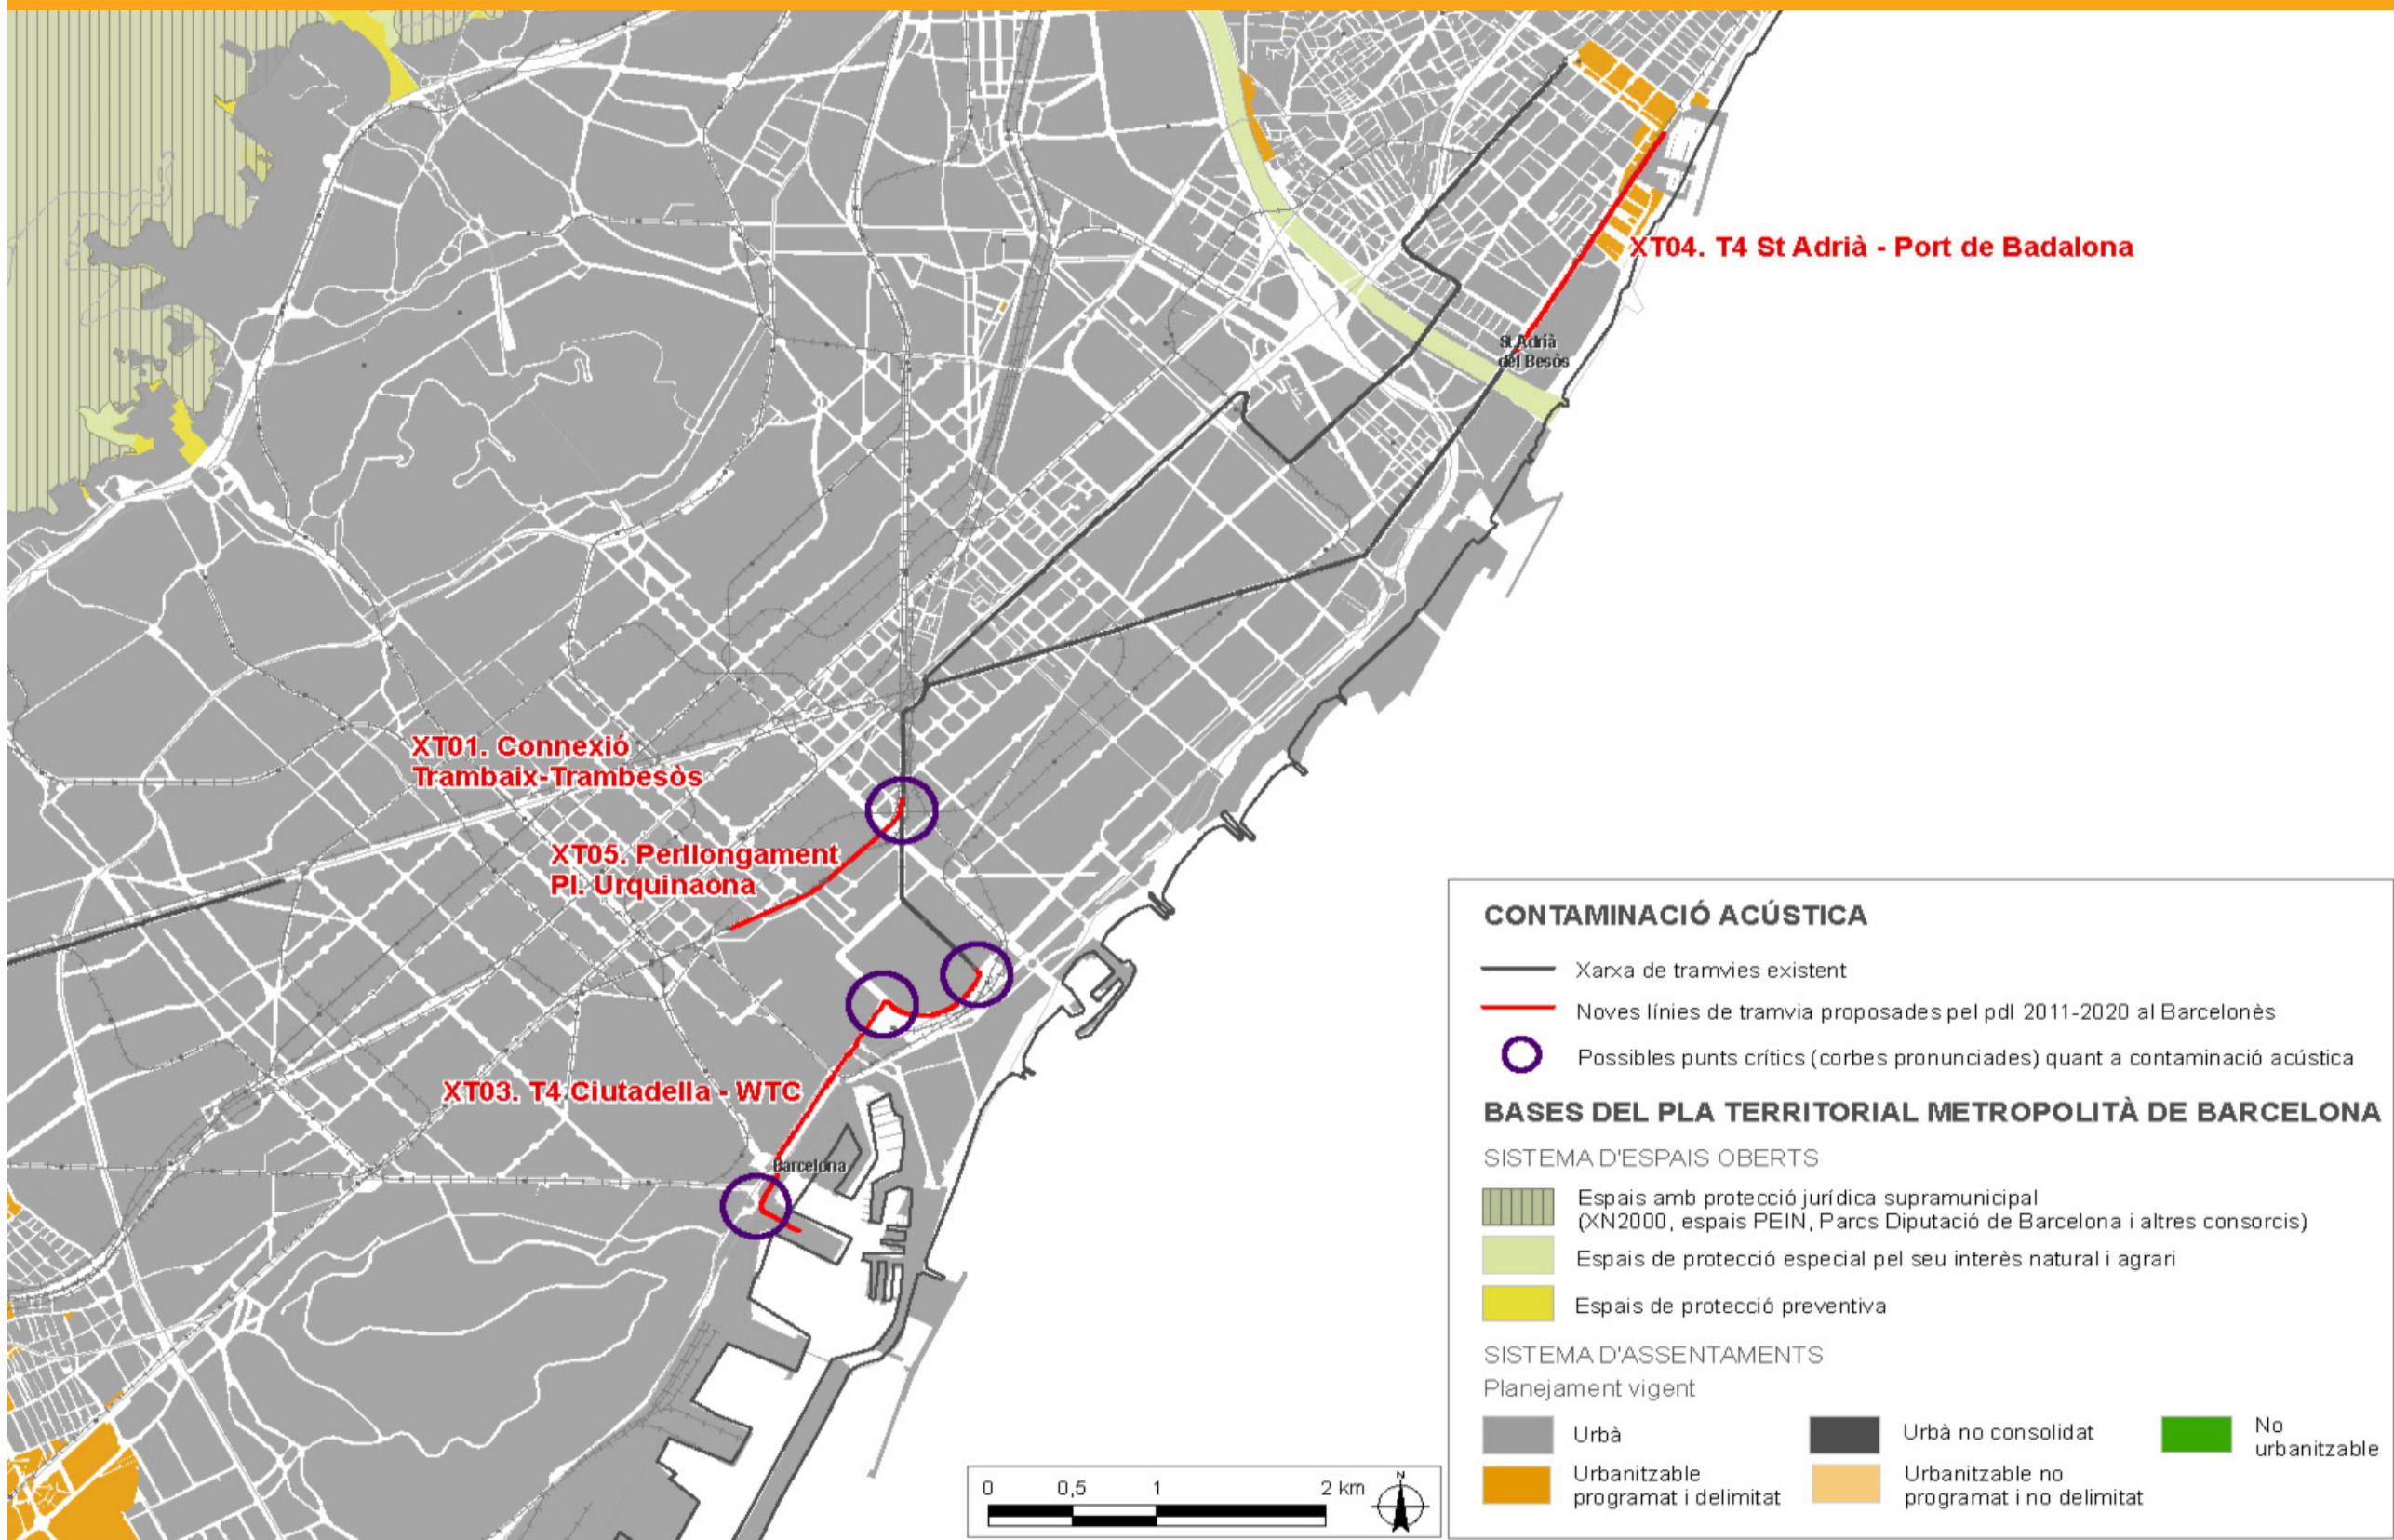 XT04. T4 St Adrià - Port de Badalona
St Adrià
del Besòs
XT01. Connexió
Trambaix-Trambesòs
XT05. Perllongament
Pl. Urquinaona
XT03. T4 Ciutadella - WTC
Barcelona
CONTAMINACIÓ ACÚSTICA
Xarxa de tramvies existent
Noves línies de tramvia proposades pel pdI 2011-2020 al Barcelonès
Possibles punts crítics (corbes pronunciades) quant a contaminació acústica
BASES DEL PLA TERRITORIAL METROPOLITÀ DE BARCELONA
SISTEMA D'ESPAIS OBERTS
Espais amb protecció jurídica supramunicipal
(XN2000, espais PEIN, Parcs Diputació de Barcelona i altres consorcis)
Espais de protecció especial pel seu interès natural i agrari
Espais de protecció preventiva
SISTEMA D'ASSENTAMENTS
Planejament vigent
Urbà
Urbà no consolidat
No
urbanitzable
Urbanitzable
programat i delimitat
Urbanitzable no
programat i no delimitat
0 0,5 1 2 km
N